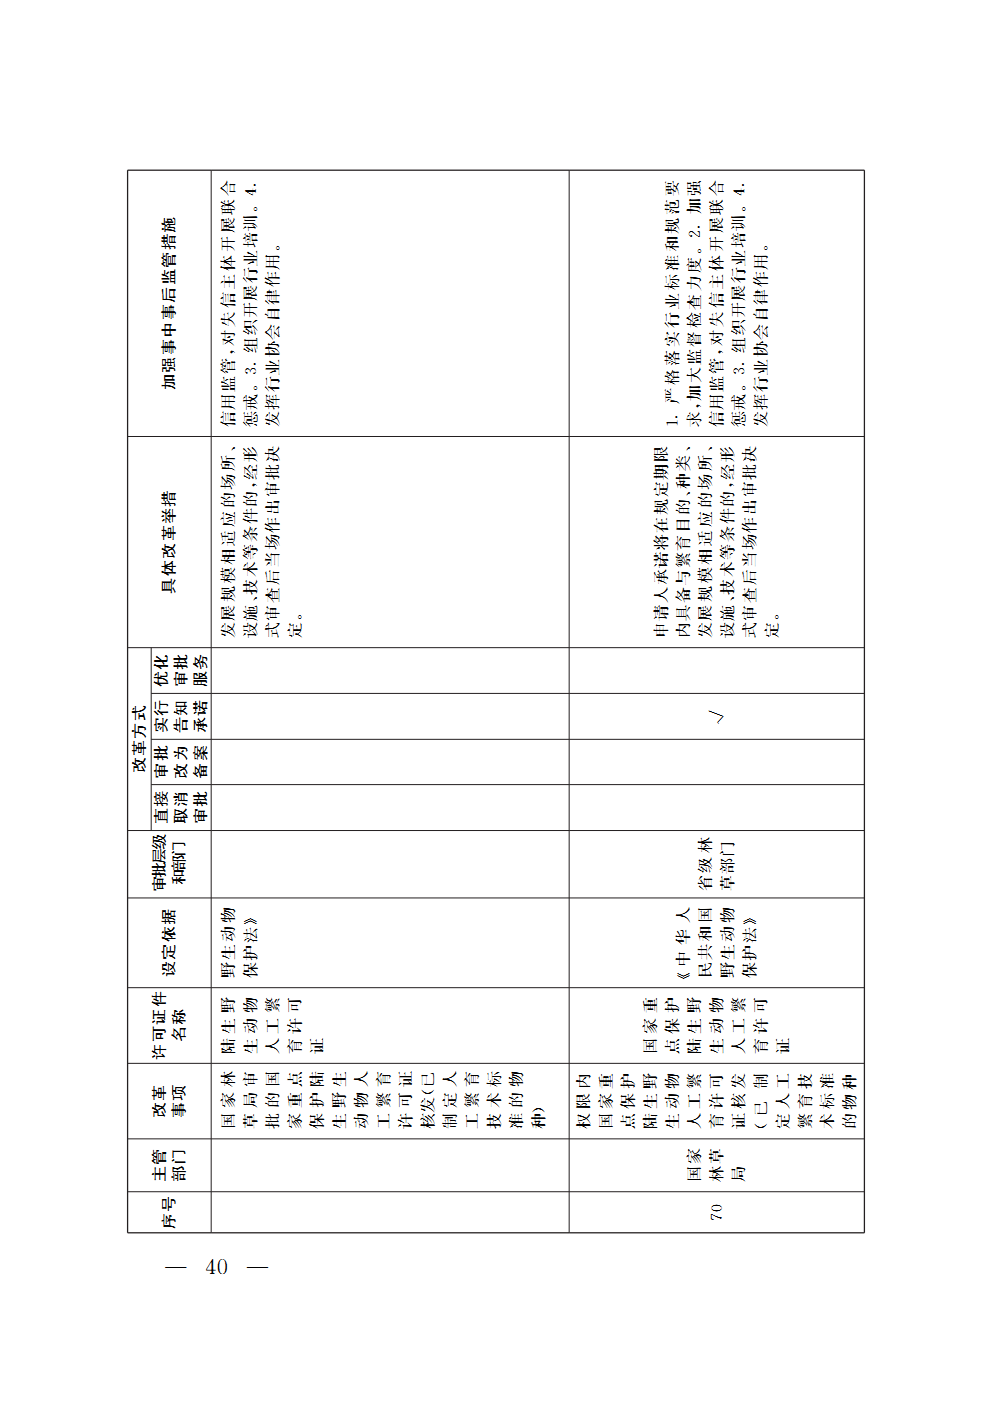 序号
主管
部门
改革
事项
许可证件
名称
设定依据
审批层级
和部门
改革方式
直接
取消
审批
审批
改为
备案
实行
告知
承诺
优化
审批
服务
具体改革举措
加强事中事后监管措施
国家林
草局审
批的国
家重点
保护陆
生野生
动物人
工繁育
许可证
核发(已
制定人
工繁育
技术标
准的物
种)
陆生野
生动物
人工繁
育许可
证
野生动物
保护法》
发展规模相适应的场所、
设施、技术等条件的,经形
式审查后当场作出审批决
定。
信用监管,对失信主体开展联合
惩戒。3. 组织开展行业培训。4.
发挥行业协会自律作用。
70
国家
林草
局
权限内
国家重
点保护
陆生野
生动物
人工繁
育许可
证核发
(已制
定人工
繁育技
术标准
的物种
国家重
点保护
陆生野
生动物
人工繁
育许可
证
《中华人
民共和国
野生动物
保护法》
省级林
草部门
√
申请人承诺将在规定期限
内具备与繁育目的、种类、
发展规模相适应的场所、
设施、技术等条件的,经形
式审查后当场作出审批决
定。
1. 严格落实行业标准和规范要
求,加大监督检查力度。2. 加强
信用监管,对失信主体开展联合
惩戒。3. 组织开展行业培训。4.
发挥行业协会自律作用。
— 40 —